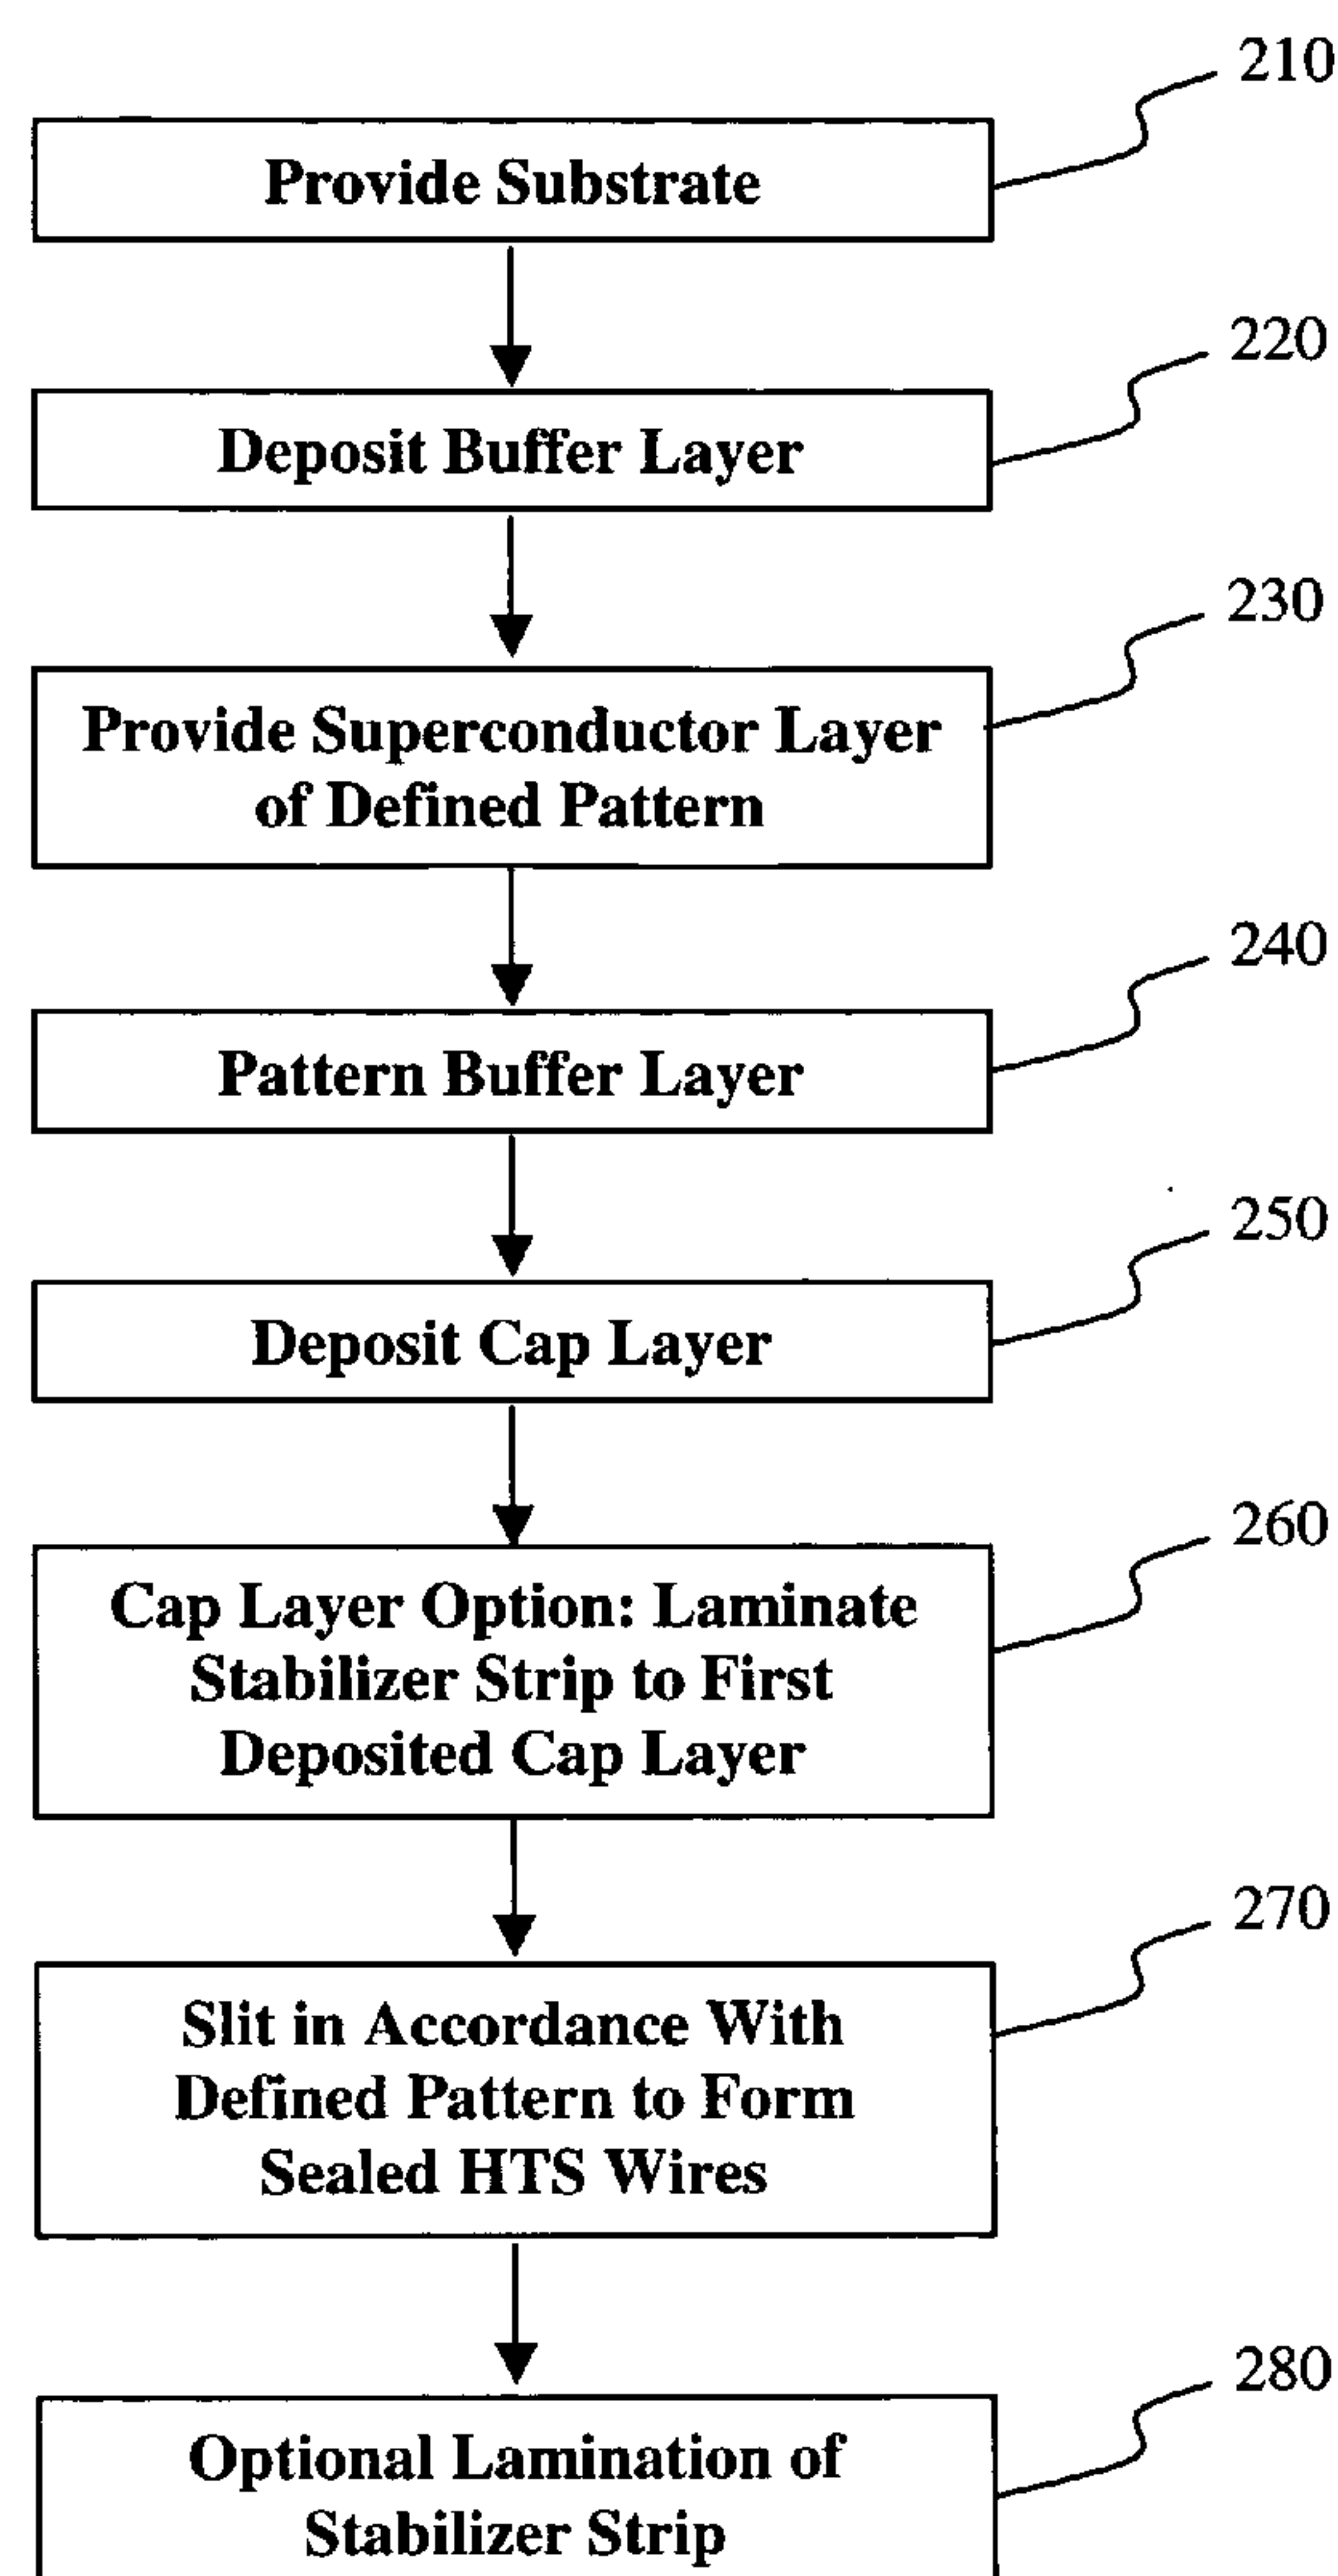 210
Provide Substrate
220
Deposit Buffer Layer
230
Provide Superconductor Layer
of Defined Pattern
240
Pattern Buffer Layer
250
Deposit Cap Layer
260
Cap Layer Option: Laminate
Stabilizer Strip to First
Deposited Cap Layer
270
Slit in Accordance With
Defined Pattern to Form
Sealed HTS Wires
280
Optional Lamination of
Stabilizer Strip